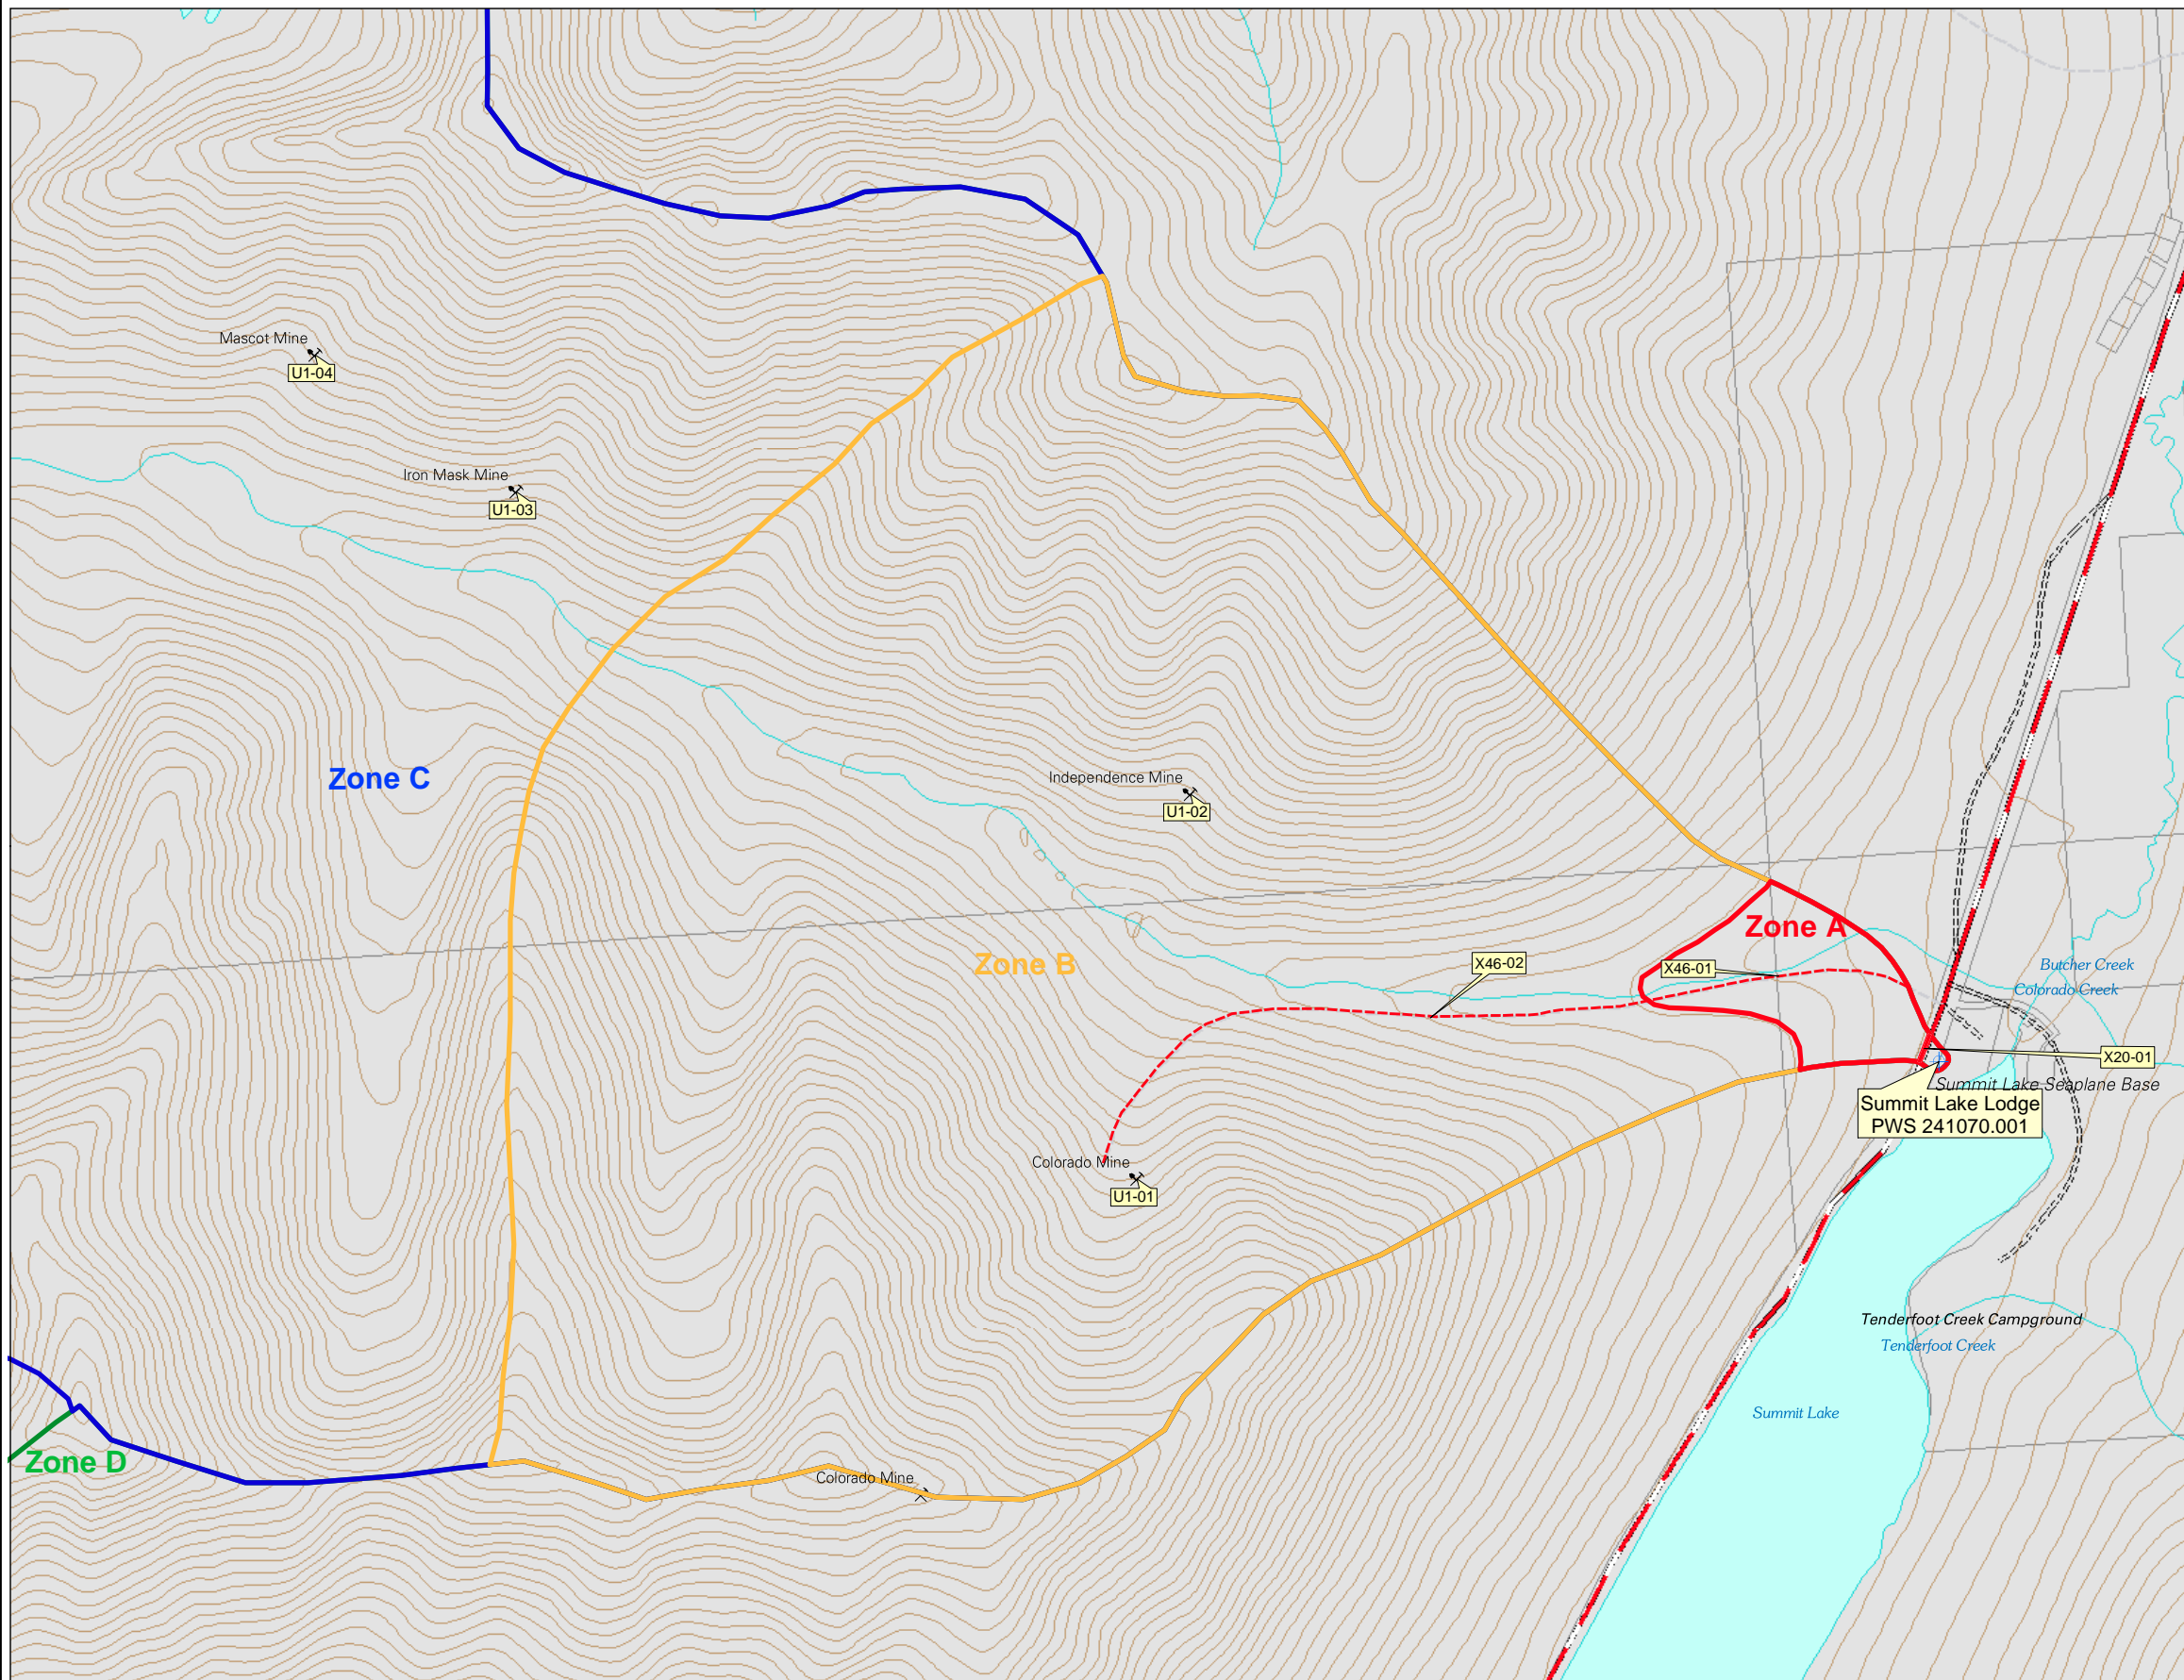 Mascot Mine
U1-04
Iron Mask Mine
U1-03
Zone C
Independence Mine
U1-02
Zone A
Zone B
X46-02
X46-01
Butcher Creek
Colorado Creek
X20-01
Summit Lake Seaplane Base
Summit Lake Lodge
PWS 241070.001
Colorado Mine
U1-01
Tenderfoot Creek Campground
Tenderfoot Creek
Summit Lake
Zone D
Colorado Mine